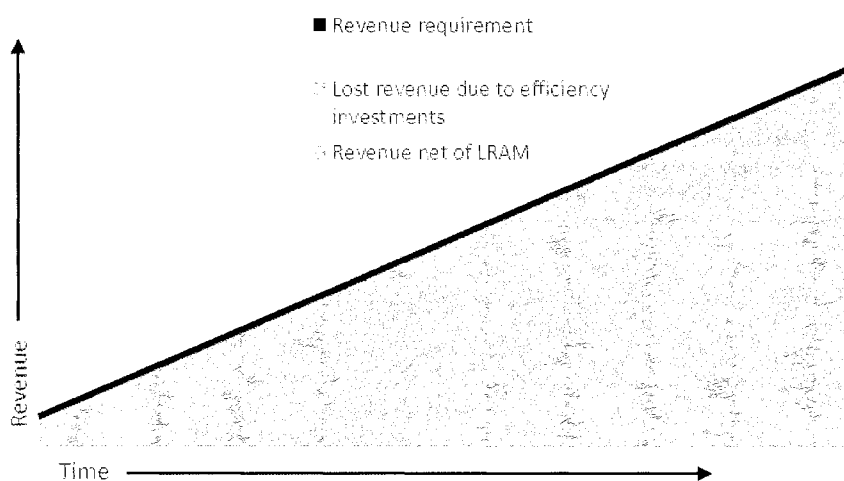 Revenue requirement
Lost revenue due to efficiency
investments
Revenue net of LRAM
Revenue
Time